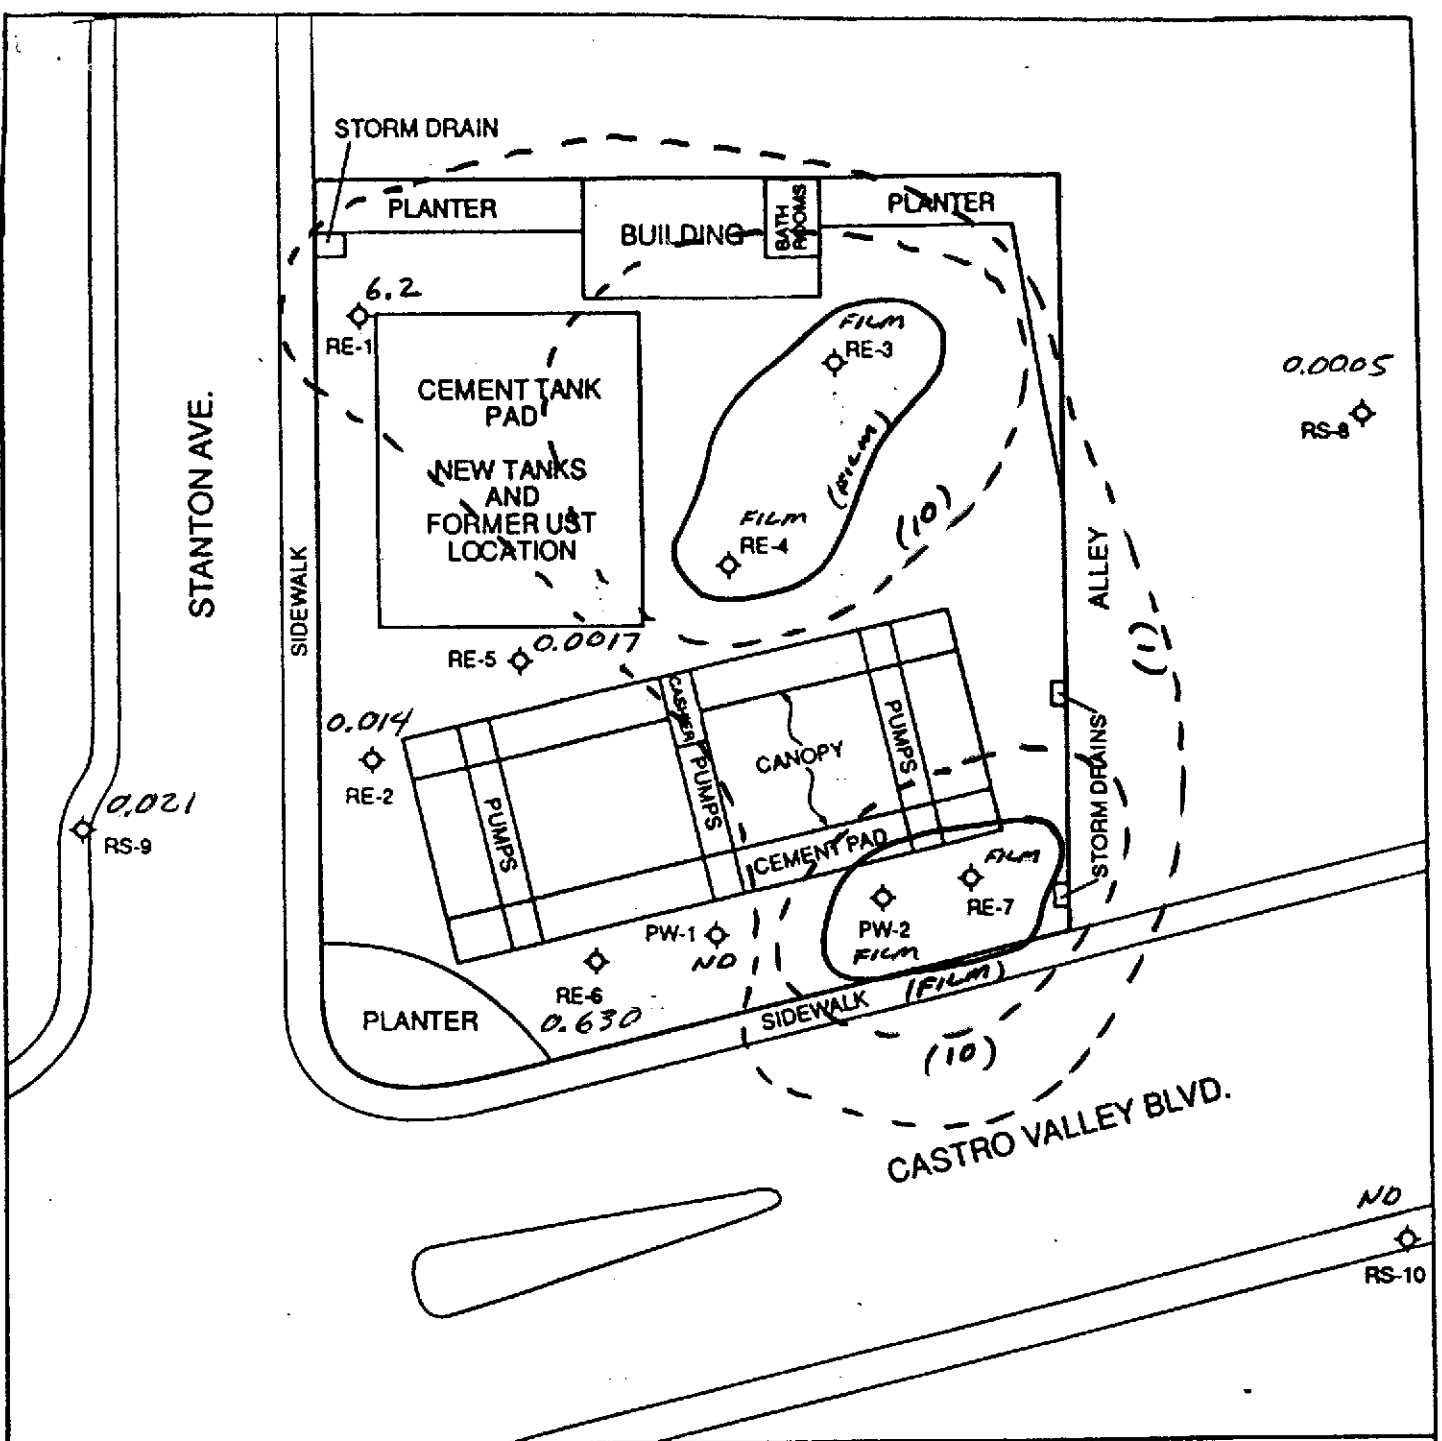 STORM DRAIN
PLANTER
BUILDING
BATH
ROOMS
PLANTER
6.2
RE-1
CEMENT TANK
PAD
NEW TANKS
AND
FORMER UST
LOCATION
FILM
RE-3
(FILM)
FILM
RE-4
(10)
0.0005
RS-8
STANTON AVE.
SIDEWALK
ALLEY
(1)
RE-5
0.0017
0.014
RE-2
0.021
RS-9
CASHIER
PUMPS
PUMPS
PUMPS
CANOPY
CEMENT PAD
STORM DRAINS
FILM
RE-7
PW-2
FILM
(FILM)
PW-1
ND
RE-6
0.630
PLANTER
SIDEWALK
(10)
CASTRO VALLEY BLVD.
ND
RS-10